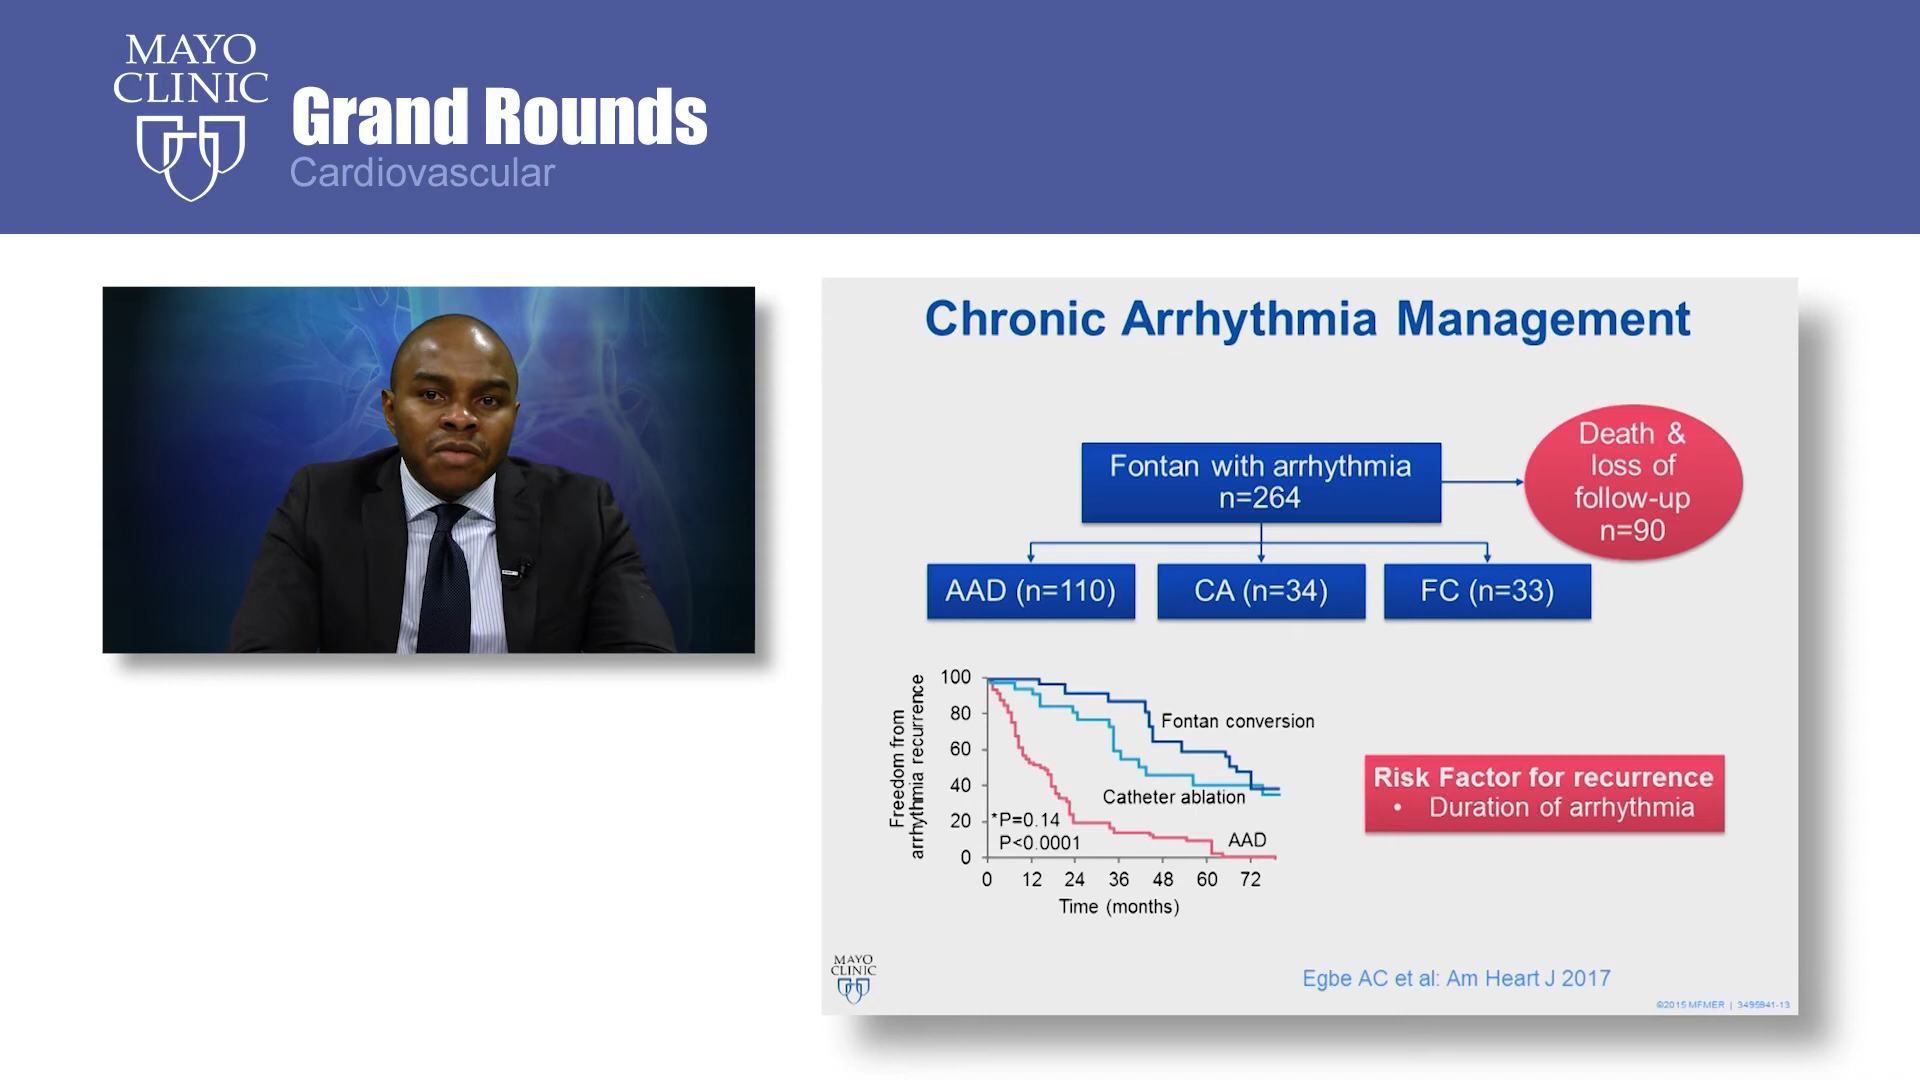 MAYO
CLINIC
Grand Rounds
Cardiovascular
Chronic Arrhythmia Management
Fontan with arrhythmia
n=264
Death &
loss of
follow-up
n=90
AAD (n=110)
CA (n=34)
FC (n=33)
Freedom from
arrhythmia recurrence
100
80
60
40
20
0
Fontan conversion
Catheter ablation
AAD
*P=0.14
P<0.0001
0 12 24 36 48 60 72
Time (months)
Risk Factor for recurrence
• Duration of arrhythmia
MAYO
CLINIC
Egbe AC et al: Am Heart J 2017
©2015 MFMER | 3495941-13